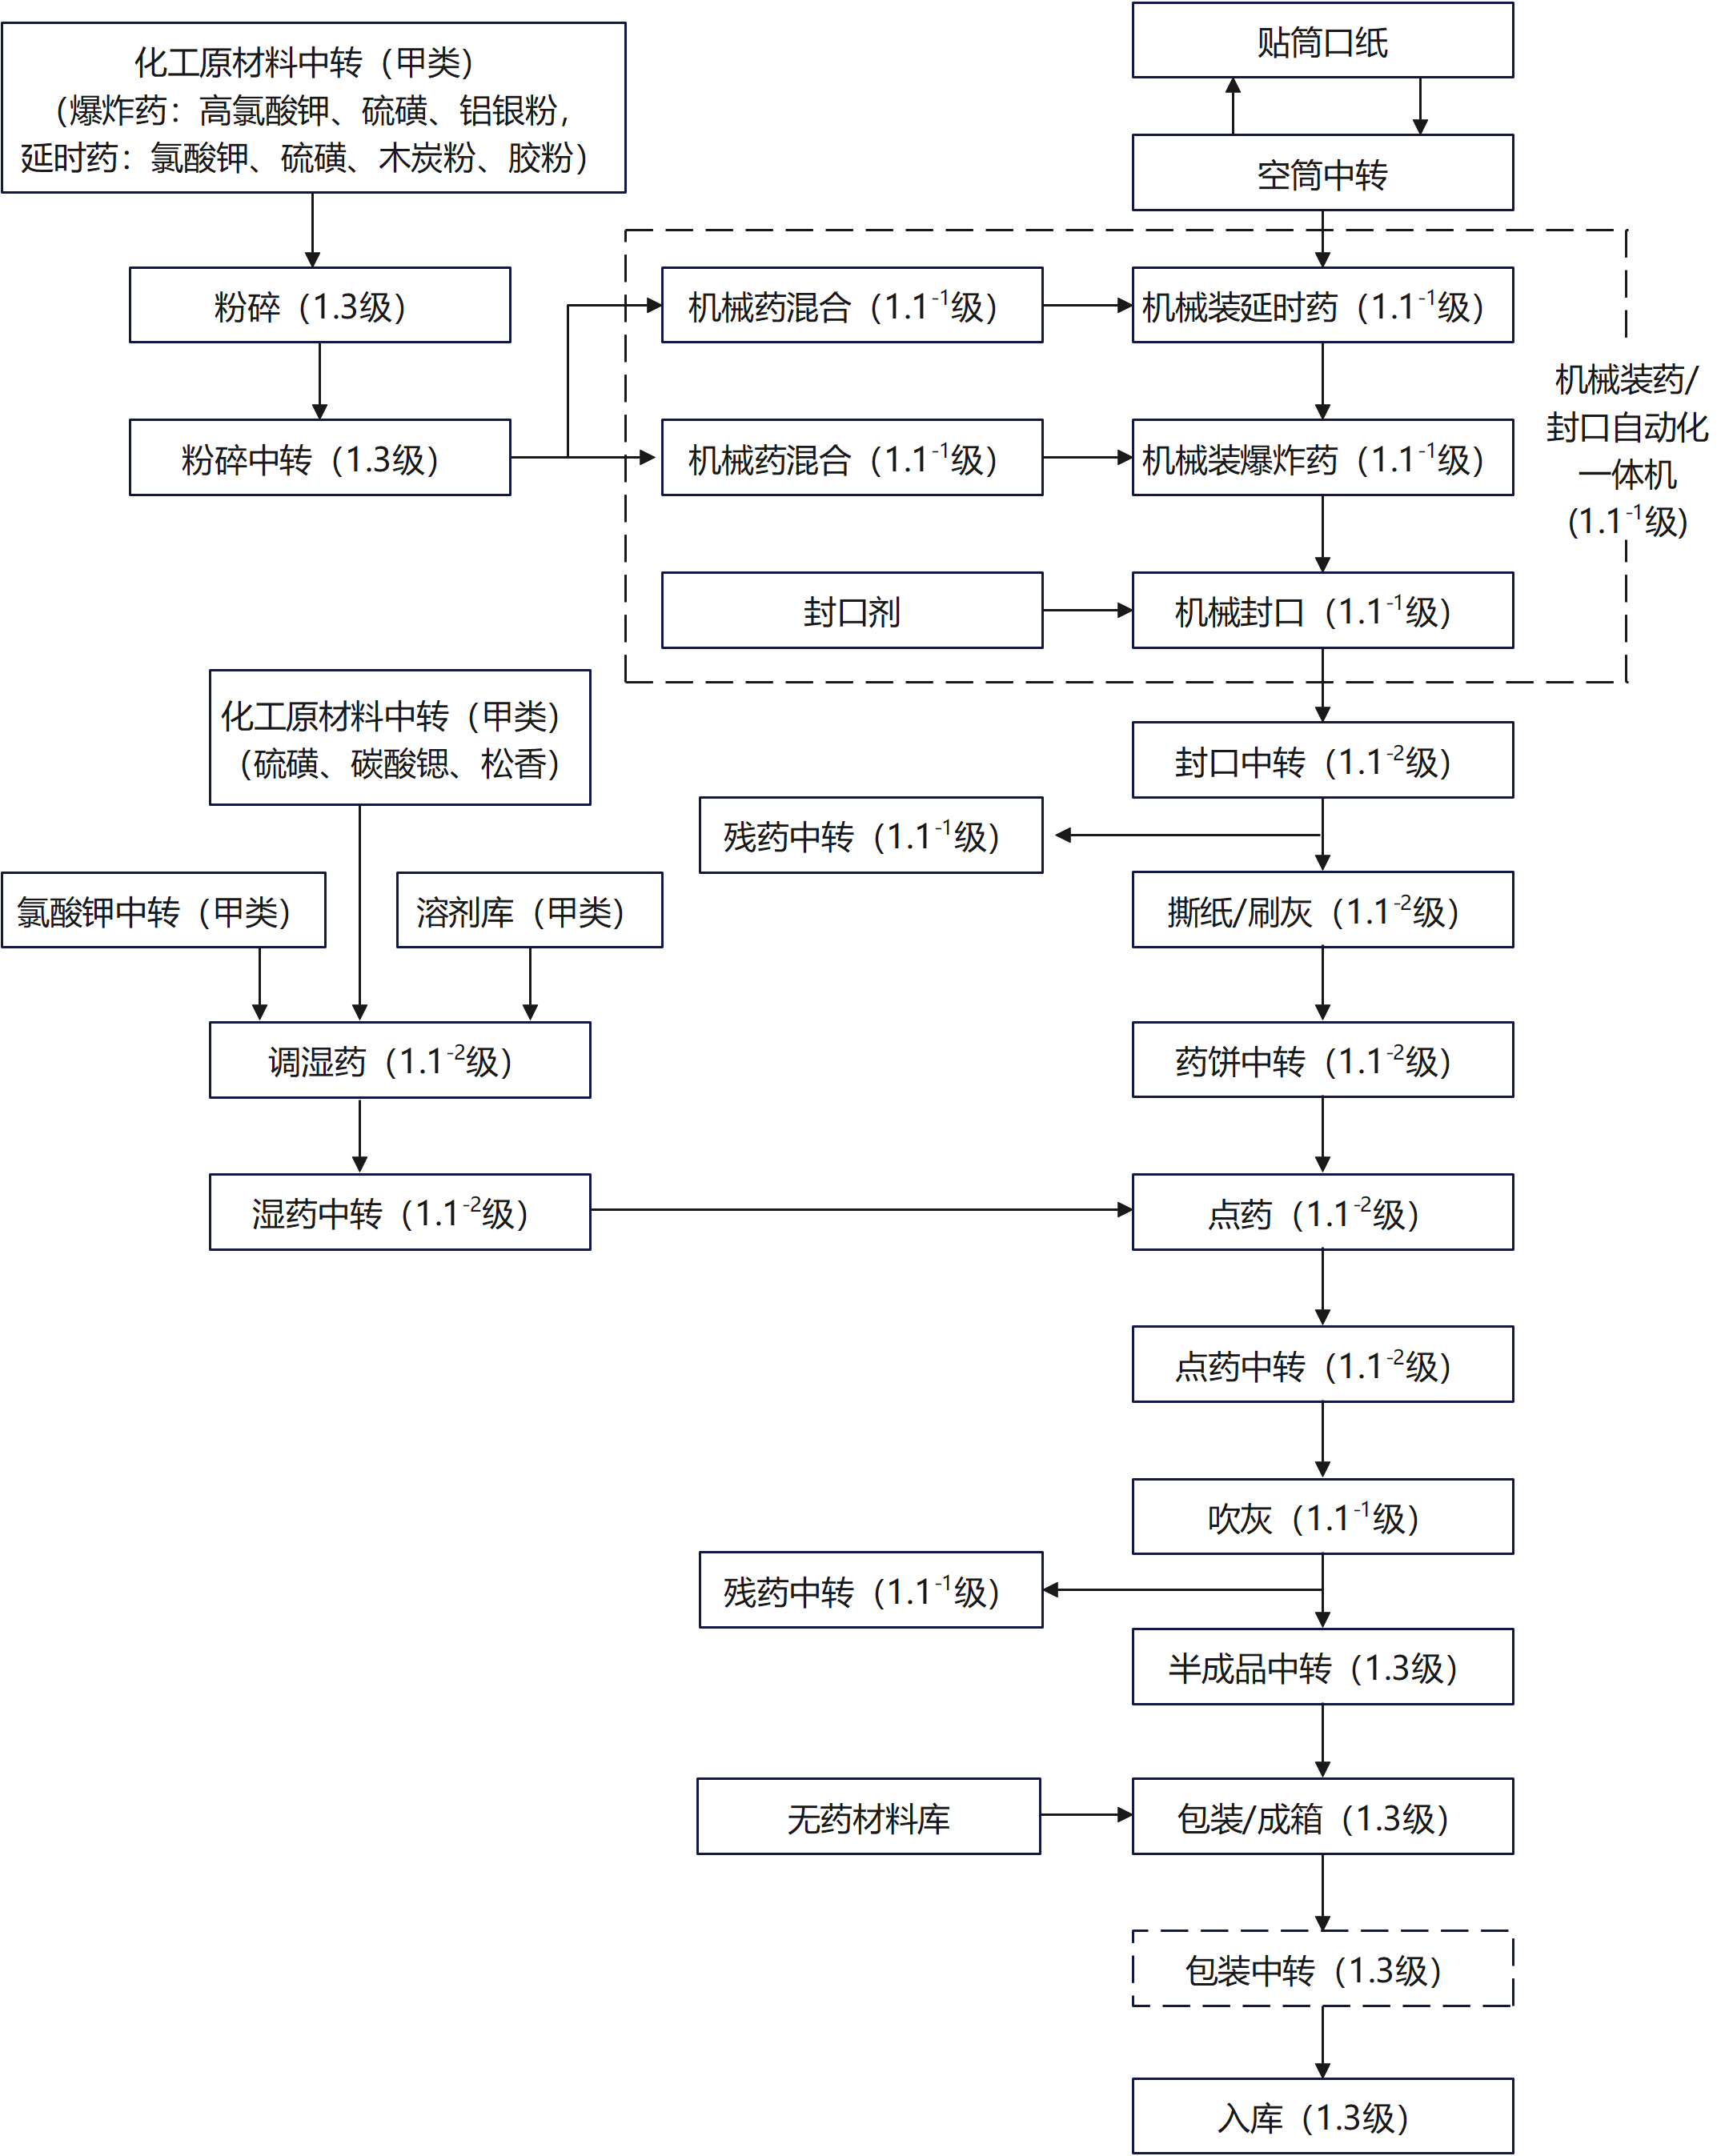 化工原材料中转（甲类）
（爆炸药：高氯酸钾、硫磺、铝银粉，
延时药：氯酸钾、硫磺、木炭粉、胶粉）
贴筒口纸
空筒中转
粉碎（1.3级）
机械药混合（1.1⁻¹级）
机械装延时药（1.1⁻¹级）
粉碎中转（1.3级）
机械药混合（1.1⁻¹级）
机械装爆炸药（1.1⁻¹级）
机械装药/
封口自动化
一体机
(1.1⁻¹级)
封口剂
机械封口（1.1⁻¹级）
化工原材料中转（甲类）
（硫磺、碳酸锶、松香）
封口中转（1.1⁻²级）
残药中转（1.1⁻¹级）
氯酸钾中转（甲类）
溶剂库（甲类）
撕纸/刷灰（1.1⁻²级）
调湿药（1.1⁻²级）
药饼中转（1.1⁻²级）
湿药中转（1.1⁻²级）
点药（1.1⁻²级）
点药中转（1.1⁻²级）
吹灰（1.1⁻¹级）
残药中转（1.1⁻¹级）
半成品中转（1.3级）
无药材料库
包装/成箱（1.3级）
包装中转（1.3级）
入库（1.3级）